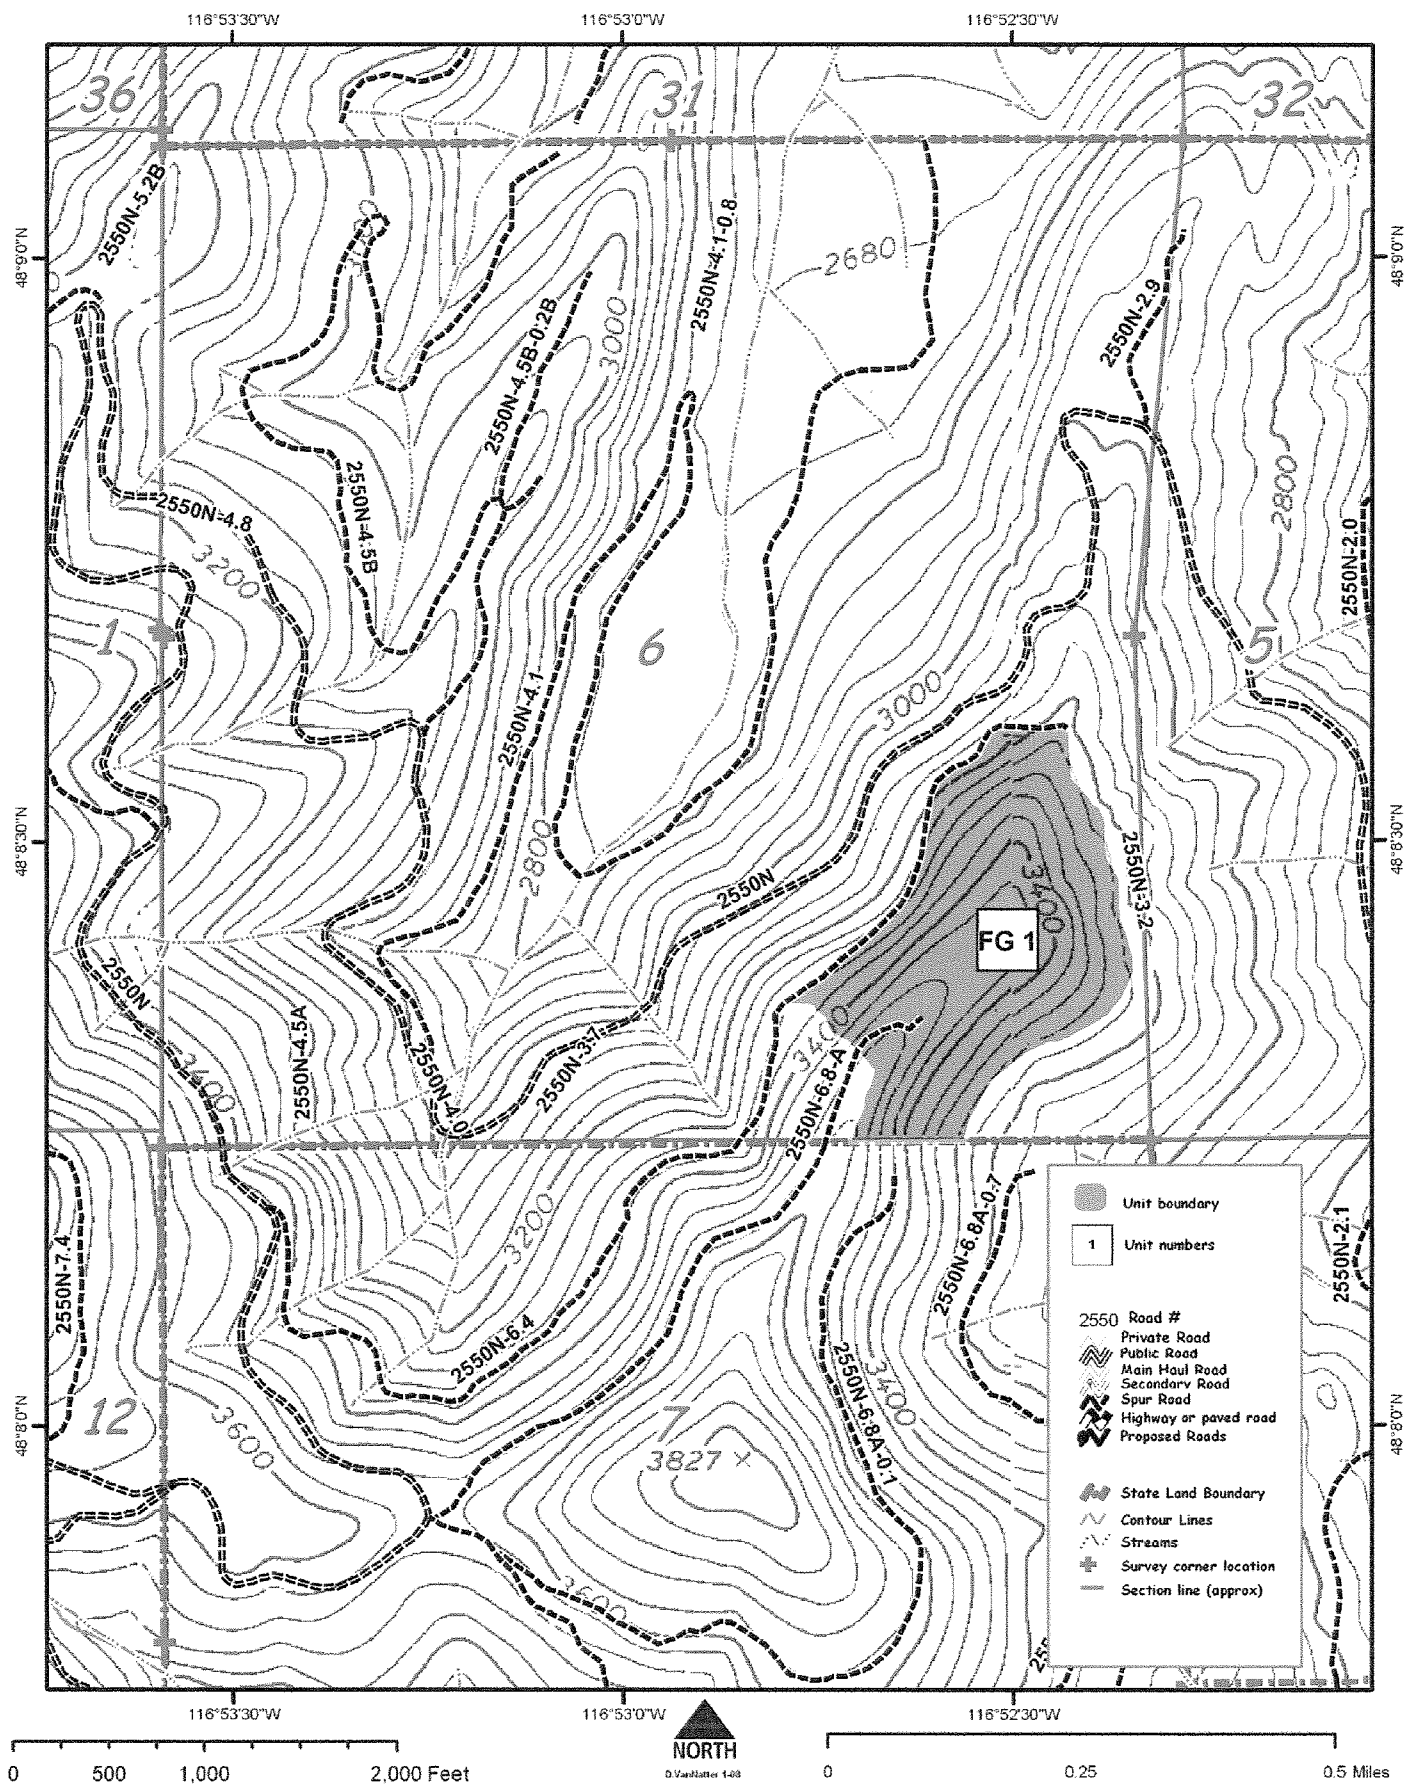 116°53'30"W
116°53'0"W
116°52'30"W
36
31
32
2550N-5.2B
2550N-4.1-0.8
2680
48°9'0"N
48°9'0"N
2550N-2.9
2550N-4.5B-0.2B
3000
2550N-4.5B
2550N-4.8
3200
2800
2550N-2.0
1
6
5
2550N-4.1
3000
48°8'30"N
48°8'30"N
2800
2550N
2550N-3.2
3400
FG 1
2550N
3400
2550N-4.5A
2550N-4.0
2550N-3.7
3400
2550N-6.8-A
2550N-7.4
3200
2550N-6.4
2550N-6.8A-0.7
2550N-2.1
2550N-6.8A-0.1
3400
48°8'0"N
48°8'0"N
12
3600
7
3827
3600
Unit boundary
1 Unit numbers
2550 Road #
Private Road
Public Road
Main Haul Road
Secondary Road
Spur Road
Highway or paved road
Proposed Roads
State Land Boundary
Contour Lines
Streams
Survey corner location
Section line (approx)
116°53'30"W
116°53'0"W
116°52'30"W
NORTH
D.VanNatter 1-08
0 500 1,000 2,000 Feet
0 0.25 0.5 Miles